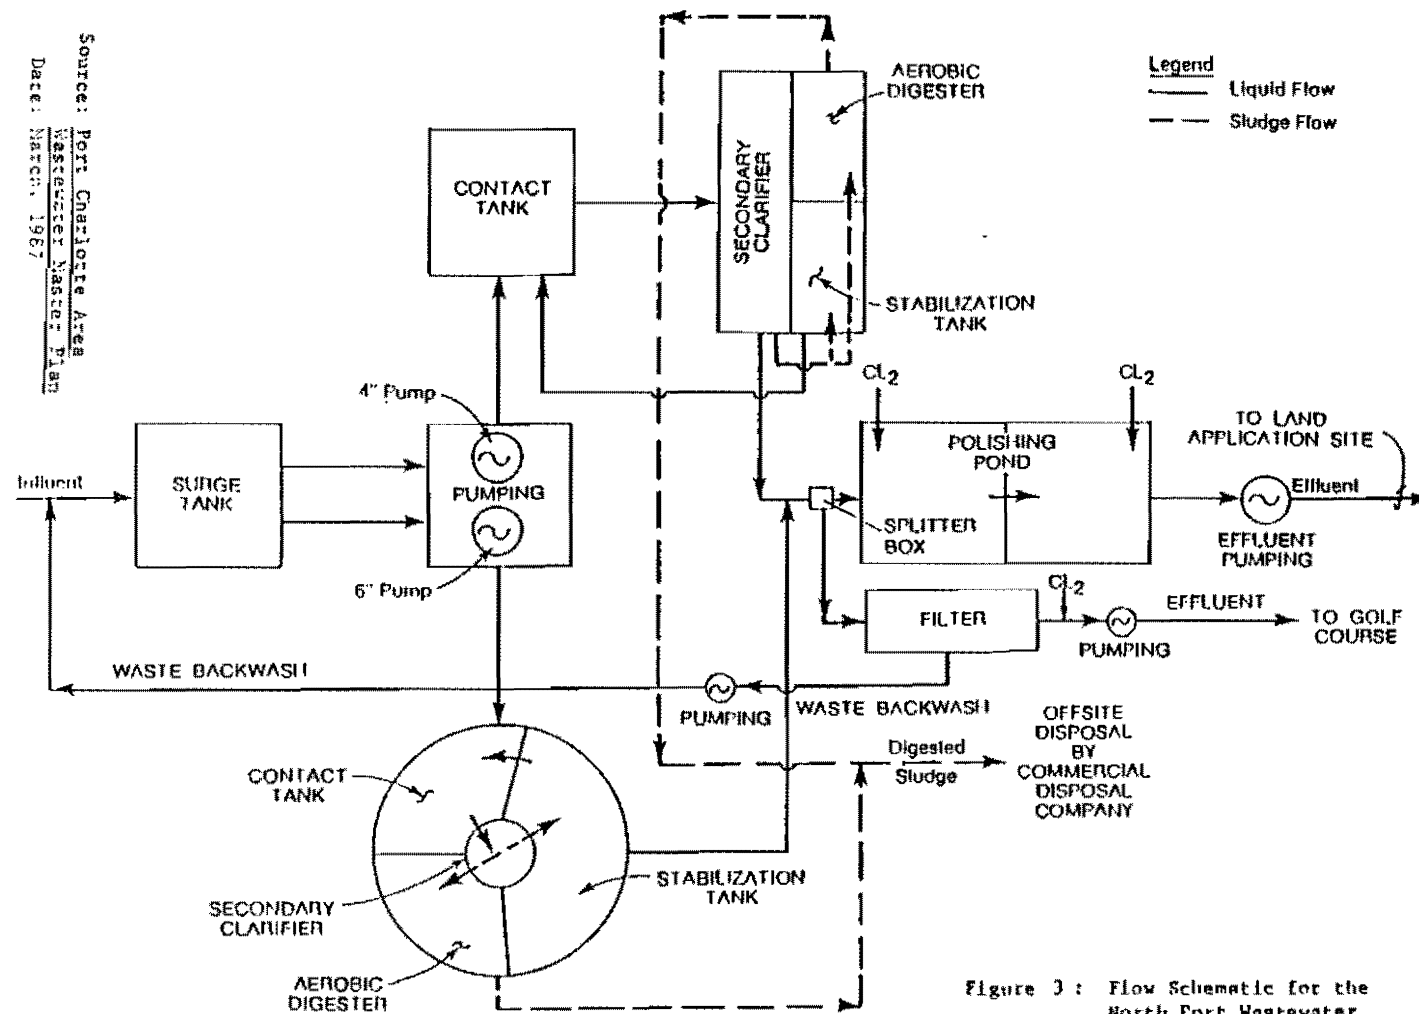 Source: Port Charlotte Area
Wastewater Master Plan
Date: March, 1987
Legend
Liquid Flow
Sludge Flow
AEROBIC
DIGESTER
CONTACT
TANK
SECONDARY
CLARIFIER
STABILIZATION
TANK
4" Pump
CL2
CL2
TO LAND
APPLICATION SITE
POLISHING
POND
Influent
SURGE
TANK
PUMPING
Effluent
SPLITTER
BOX
EFFLUENT
PUMPING
6" Pump
CL2
EFFLUENT
FILTER
TO GOLF
COURSE
PUMPING
WASTE BACKWASH
PUMPING
WASTE BACKWASH
OFFSITE
DISPOSAL
BY
COMMERCIAL
DISPOSAL
COMPANY
Digested
Sludge
CONTACT
TANK
STABILIZATION
TANK
SECONDARY
CLARIFIER
AEROBIC
DIGESTER
Figure 3 : Flow Schematic for the
North Port Wastewater